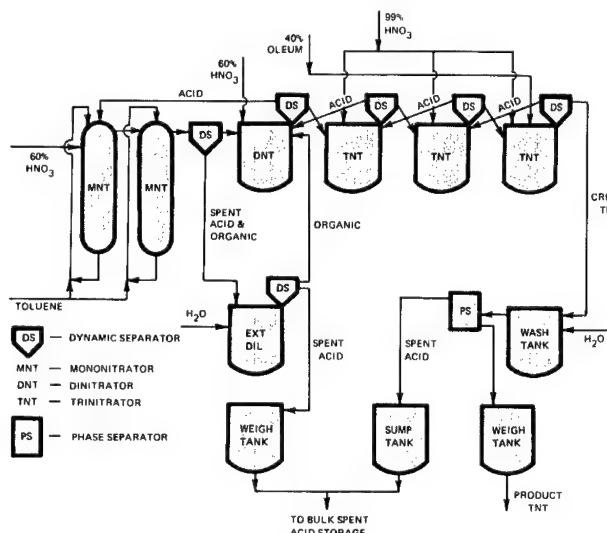 99%
HNO3
40%
OLEUM
60%
HNO3
ACID
ACID
ACID
ACID
DS
DS
DS
DS
DS
DNT
TNT
TNT
TNT
60%
HNO3
MNT
MNT
SPENT
ACID &
ORGANIC
ORGANIC
TOLUENE
DS
H2O
EXT
DIL
SPENT
ACID
SPENT
ACID
PS
WASH
TANK
H2O
DS — DYNAMIC SEPARATOR
MNT — MONONITRATOR
DNT — DINITRATOR
TNT — TRINITRATOR
PS — PHASE SEPARATOR
WEIGH
TANK
SUMP
TANK
WEIGH
TANK
PRODUCT
TNT
TO BULK SPENT